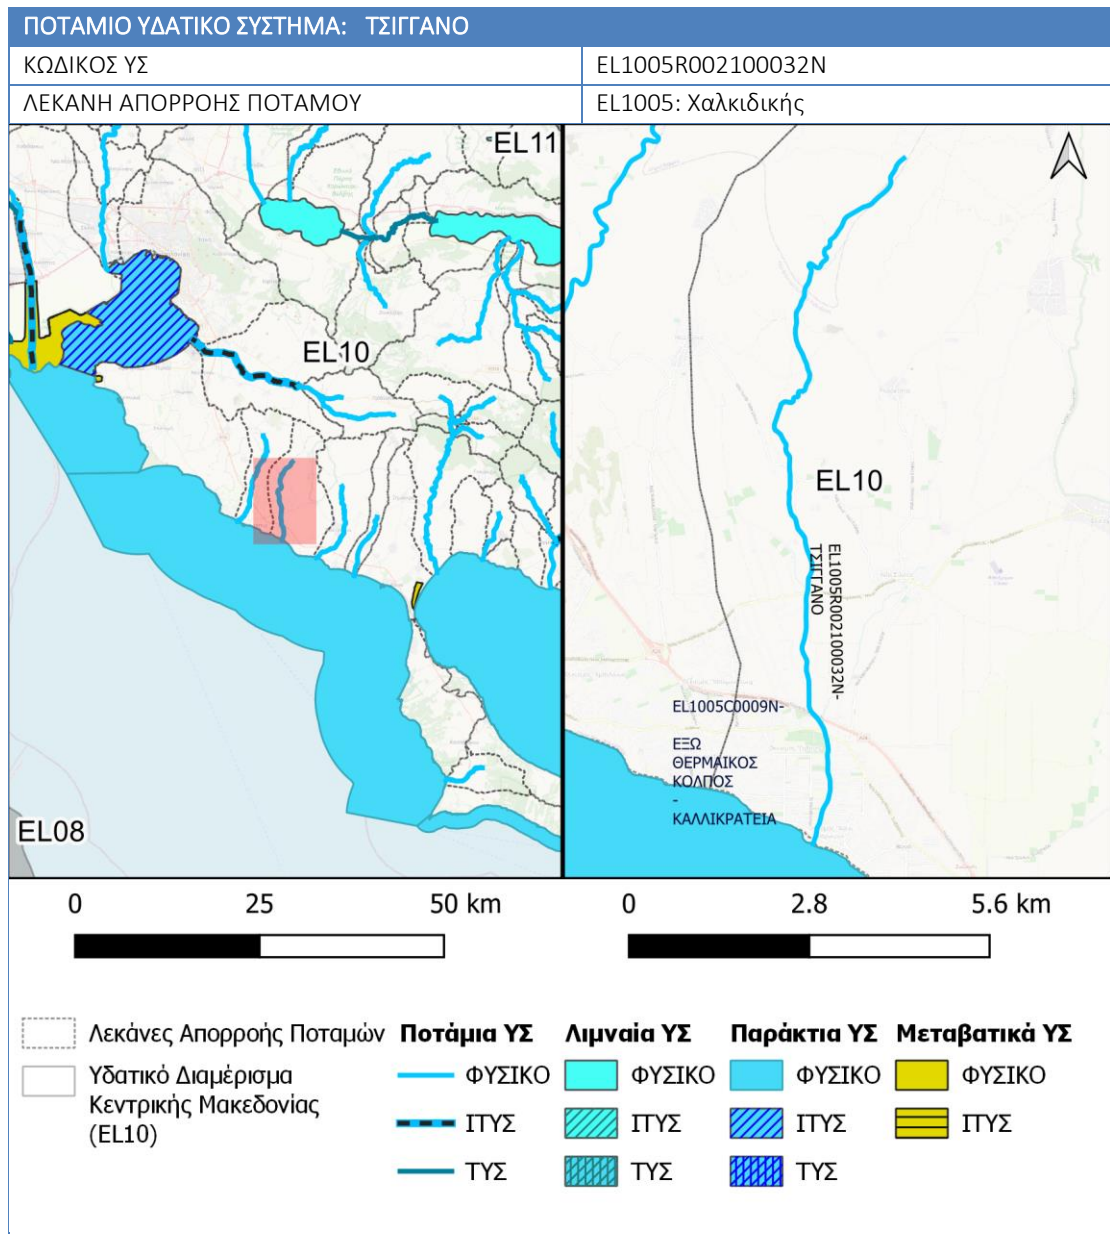 ΠΟΤΑΜΙΟ ΥΔΑΤΙΚΟ ΣΥΣΤΗΜΑ: ΤΣΙΓΓΑΝΟ
ΚΩΔΙΚΟΣ ΥΣ
EL1005R002100032N
ΛΕΚΑΝΗ ΑΠΟΡΡΟΗΣ ΠΟΤΑΜΟΥ
EL1005: Χαλκιδικής
EL11
EL10
EL08
EL10
EL1005R002100032N-
ΤΣΙΓΓΑΝΟ
EL1005C0009N-
ΕΞΩ
ΘΕΡΜΑΙΚΟΣ
ΚΟΛΠΟΣ
-
ΚΑΛΛΙΚΡΑΤΕΙΑ
0 25 50 km
0 2.8 5.6 km
Λεκάνες Απορροής Ποταμών
Υδατικό Διαμέρισμα
Κεντρικής Μακεδονίας
(EL10)
Ποτάμια ΥΣ
ΦΥΣΙΚΟ
ΙΤΥΣ
ΤΥΣ
Λιμναία ΥΣ
ΦΥΣΙΚΟ
ΙΤΥΣ
ΤΥΣ
Παράκτια ΥΣ
ΦΥΣΙΚΟ
ΙΤΥΣ
ΤΥΣ
Μεταβατικά ΥΣ
ΦΥΣΙΚΟ
ΙΤΥΣ